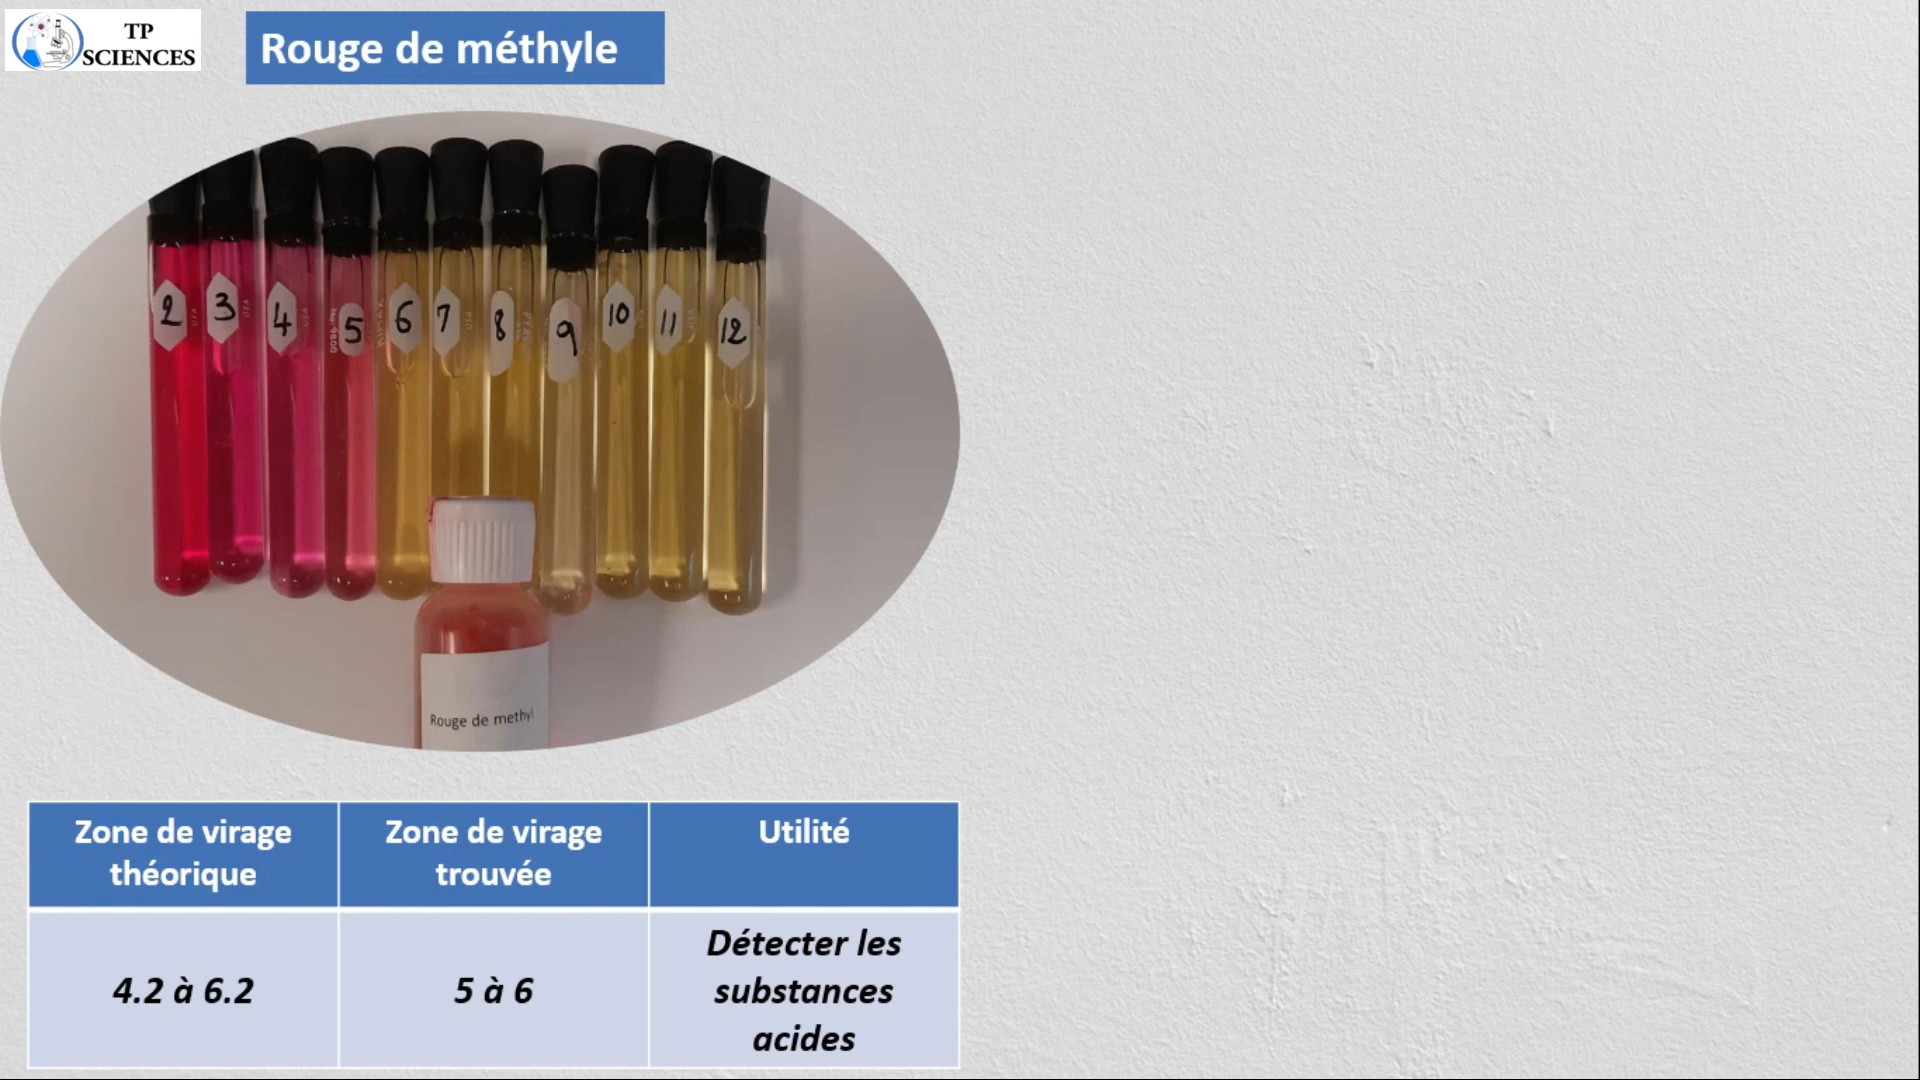 TP
SCIENCES
Rouge de méthyle
2 3 4 5 6 7 8 9 10 11 12
Rouge de methyl
Zone de virage
théorique
Zone de virage
trouvée
Utilité
4.2 à 6.2
5 à 6
Détecter les
substances
acides